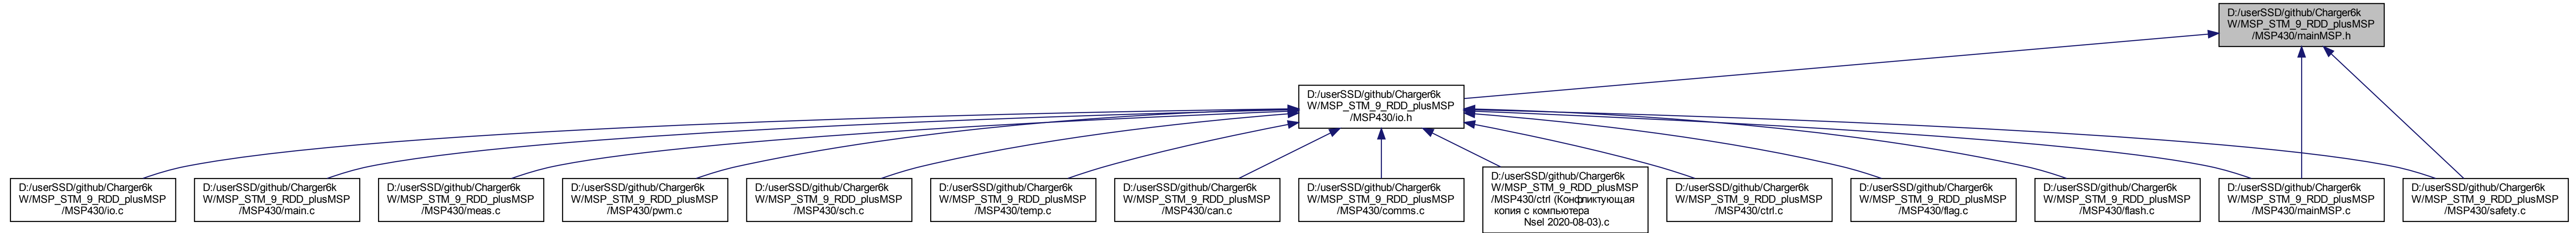 D:/userSSD/github/Charger6k
W/MSP_STM_9_RDD_plusMSP
/MSP430/mainMSP.h
D:/userSSD/github/Charger6k
W/MSP_STM_9_RDD_plusMSP
/MSP430/io.h
D:/userSSD/github/Charger6k
W/MSP_STM_9_RDD_plusMSP
/MSP430/io.c
D:/userSSD/github/Charger6k
W/MSP_STM_9_RDD_plusMSP
/MSP430/main.c
D:/userSSD/github/Charger6k
W/MSP_STM_9_RDD_plusMSP
/MSP430/meas.c
D:/userSSD/github/Charger6k
W/MSP_STM_9_RDD_plusMSP
/MSP430/pwm.c
D:/userSSD/github/Charger6k
W/MSP_STM_9_RDD_plusMSP
/MSP430/sch.c
D:/userSSD/github/Charger6k
W/MSP_STM_9_RDD_plusMSP
/MSP430/temp.c
D:/userSSD/github/Charger6k
W/MSP_STM_9_RDD_plusMSP
/MSP430/can.c
D:/userSSD/github/Charger6k
W/MSP_STM_9_RDD_plusMSP
/MSP430/comms.c
D:/userSSD/github/Charger6k
W/MSP_STM_9_RDD_plusMSP
/MSP430/ctrl (Конфликтующая
копия с компьютера
Nsel 2020-08-03).c
D:/userSSD/github/Charger6k
W/MSP_STM_9_RDD_plusMSP
/MSP430/ctrl.c
D:/userSSD/github/Charger6k
W/MSP_STM_9_RDD_plusMSP
/MSP430/flag.c
D:/userSSD/github/Charger6k
W/MSP_STM_9_RDD_plusMSP
/MSP430/flash.c
D:/userSSD/github/Charger6k
W/MSP_STM_9_RDD_plusMSP
/MSP430/mainMSP.c
D:/userSSD/github/Charger6k
W/MSP_STM_9_RDD_plusMSP
/MSP430/safety.c